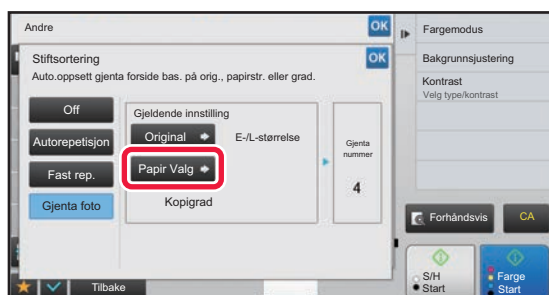 Andre
OK
Stiftsortering
OK
Auto.oppsett gjenta forside bas. på orig., papirstr. eller grad.
Off
Autorepetisjon
Fast rep.
Gjenta foto
Gjeldende innstilling
Original
E-/L-størrelse
Papir Valg
Kopigrad
Gjenta
nummer
4
Tilbake
Fargemodus
Bakgrunnsjustering
Kontrast
Velg type/kontrast
Forhåndsvis
CA
S/H
Start
Farge
Start